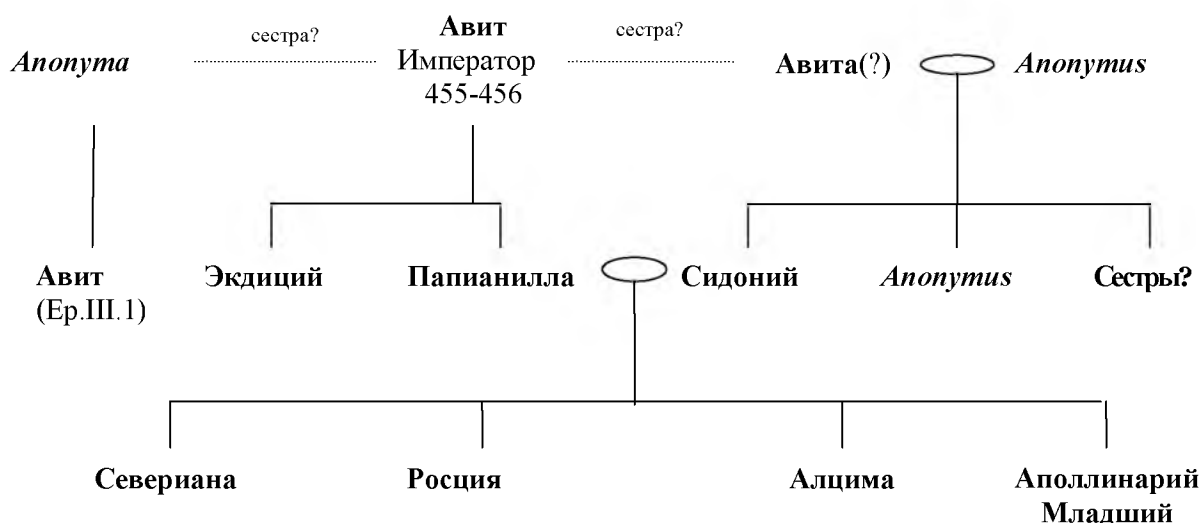 сестра? Авит сестра?
Anonyma Император Авита(?) Anonymus
455-456
Авит Экдиций Папианилла Сидоний Anonymus Сестры?
(Ep.III.1)
Севериана Росция Алцима Аполлинарий
Младший